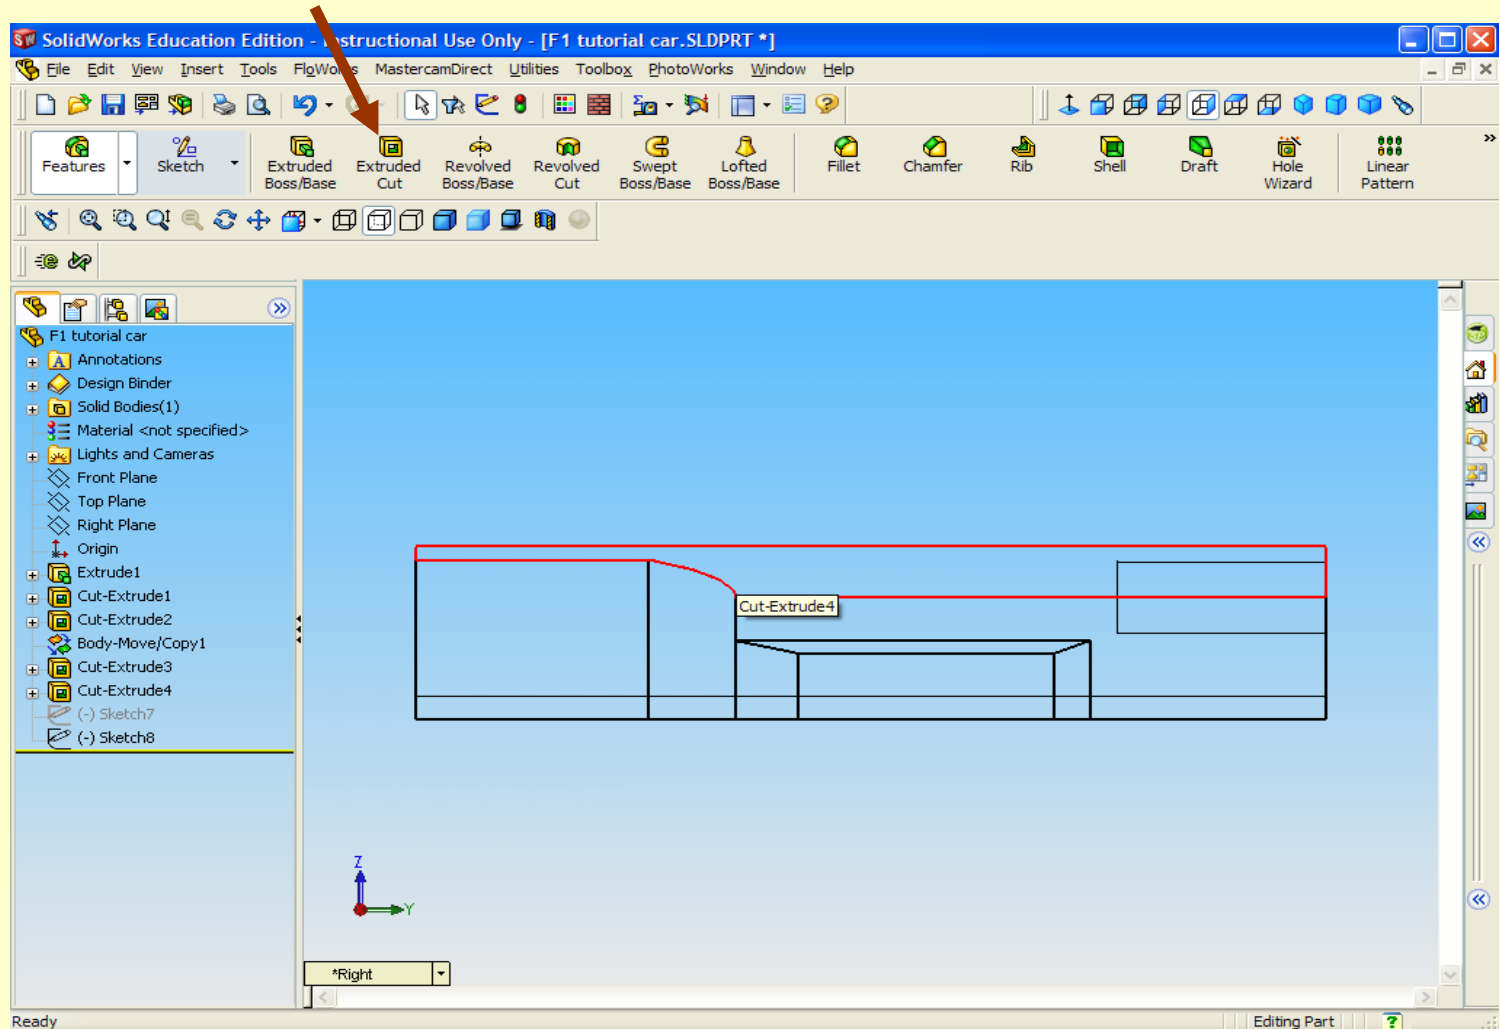 SolidWorks Education Edition - Instructional Use Only - [F1 tutorial car.SLDPRT *]
File Edit View Insert Tools FloWorks MastercamDirect Utilities Toolbox PhotoWorks Window Help
Features Sketch Extruded Boss/Base Extruded Cut Revolved Boss/Base Revolved Cut Swept Boss/Base Lofted Boss/Base Fillet Chamfer Rib Shell Draft Hole Wizard Linear Pattern
F1 tutorial car
Annotations
Design Binder
Solid Bodies(1)
Material <not specified>
Lights and Cameras
Front Plane
Top Plane
Right Plane
Origin
Extrude1
Cut-Extrude1
Cut-Extrude2
Body-Move/Copy1
Cut-Extrude3
Cut-Extrude4
(-) Sketch7
(-) Sketch8
Cut-Extrude4
Z
Y
*Right
Ready
Editing Part